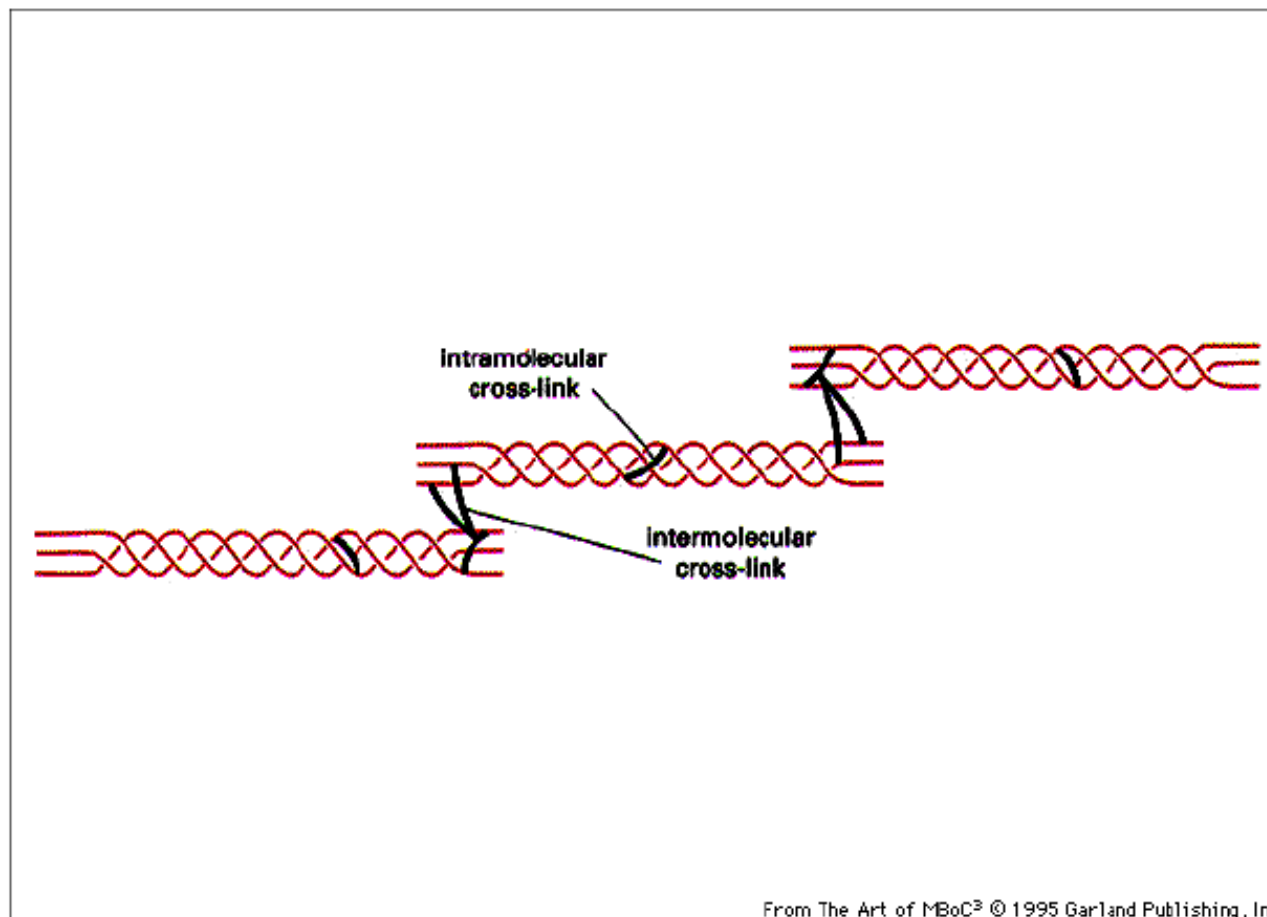 intramolecular
cross-link
intermolecular
cross-link
From The Art of MBoC³ © 1995 Garland Publishing, In